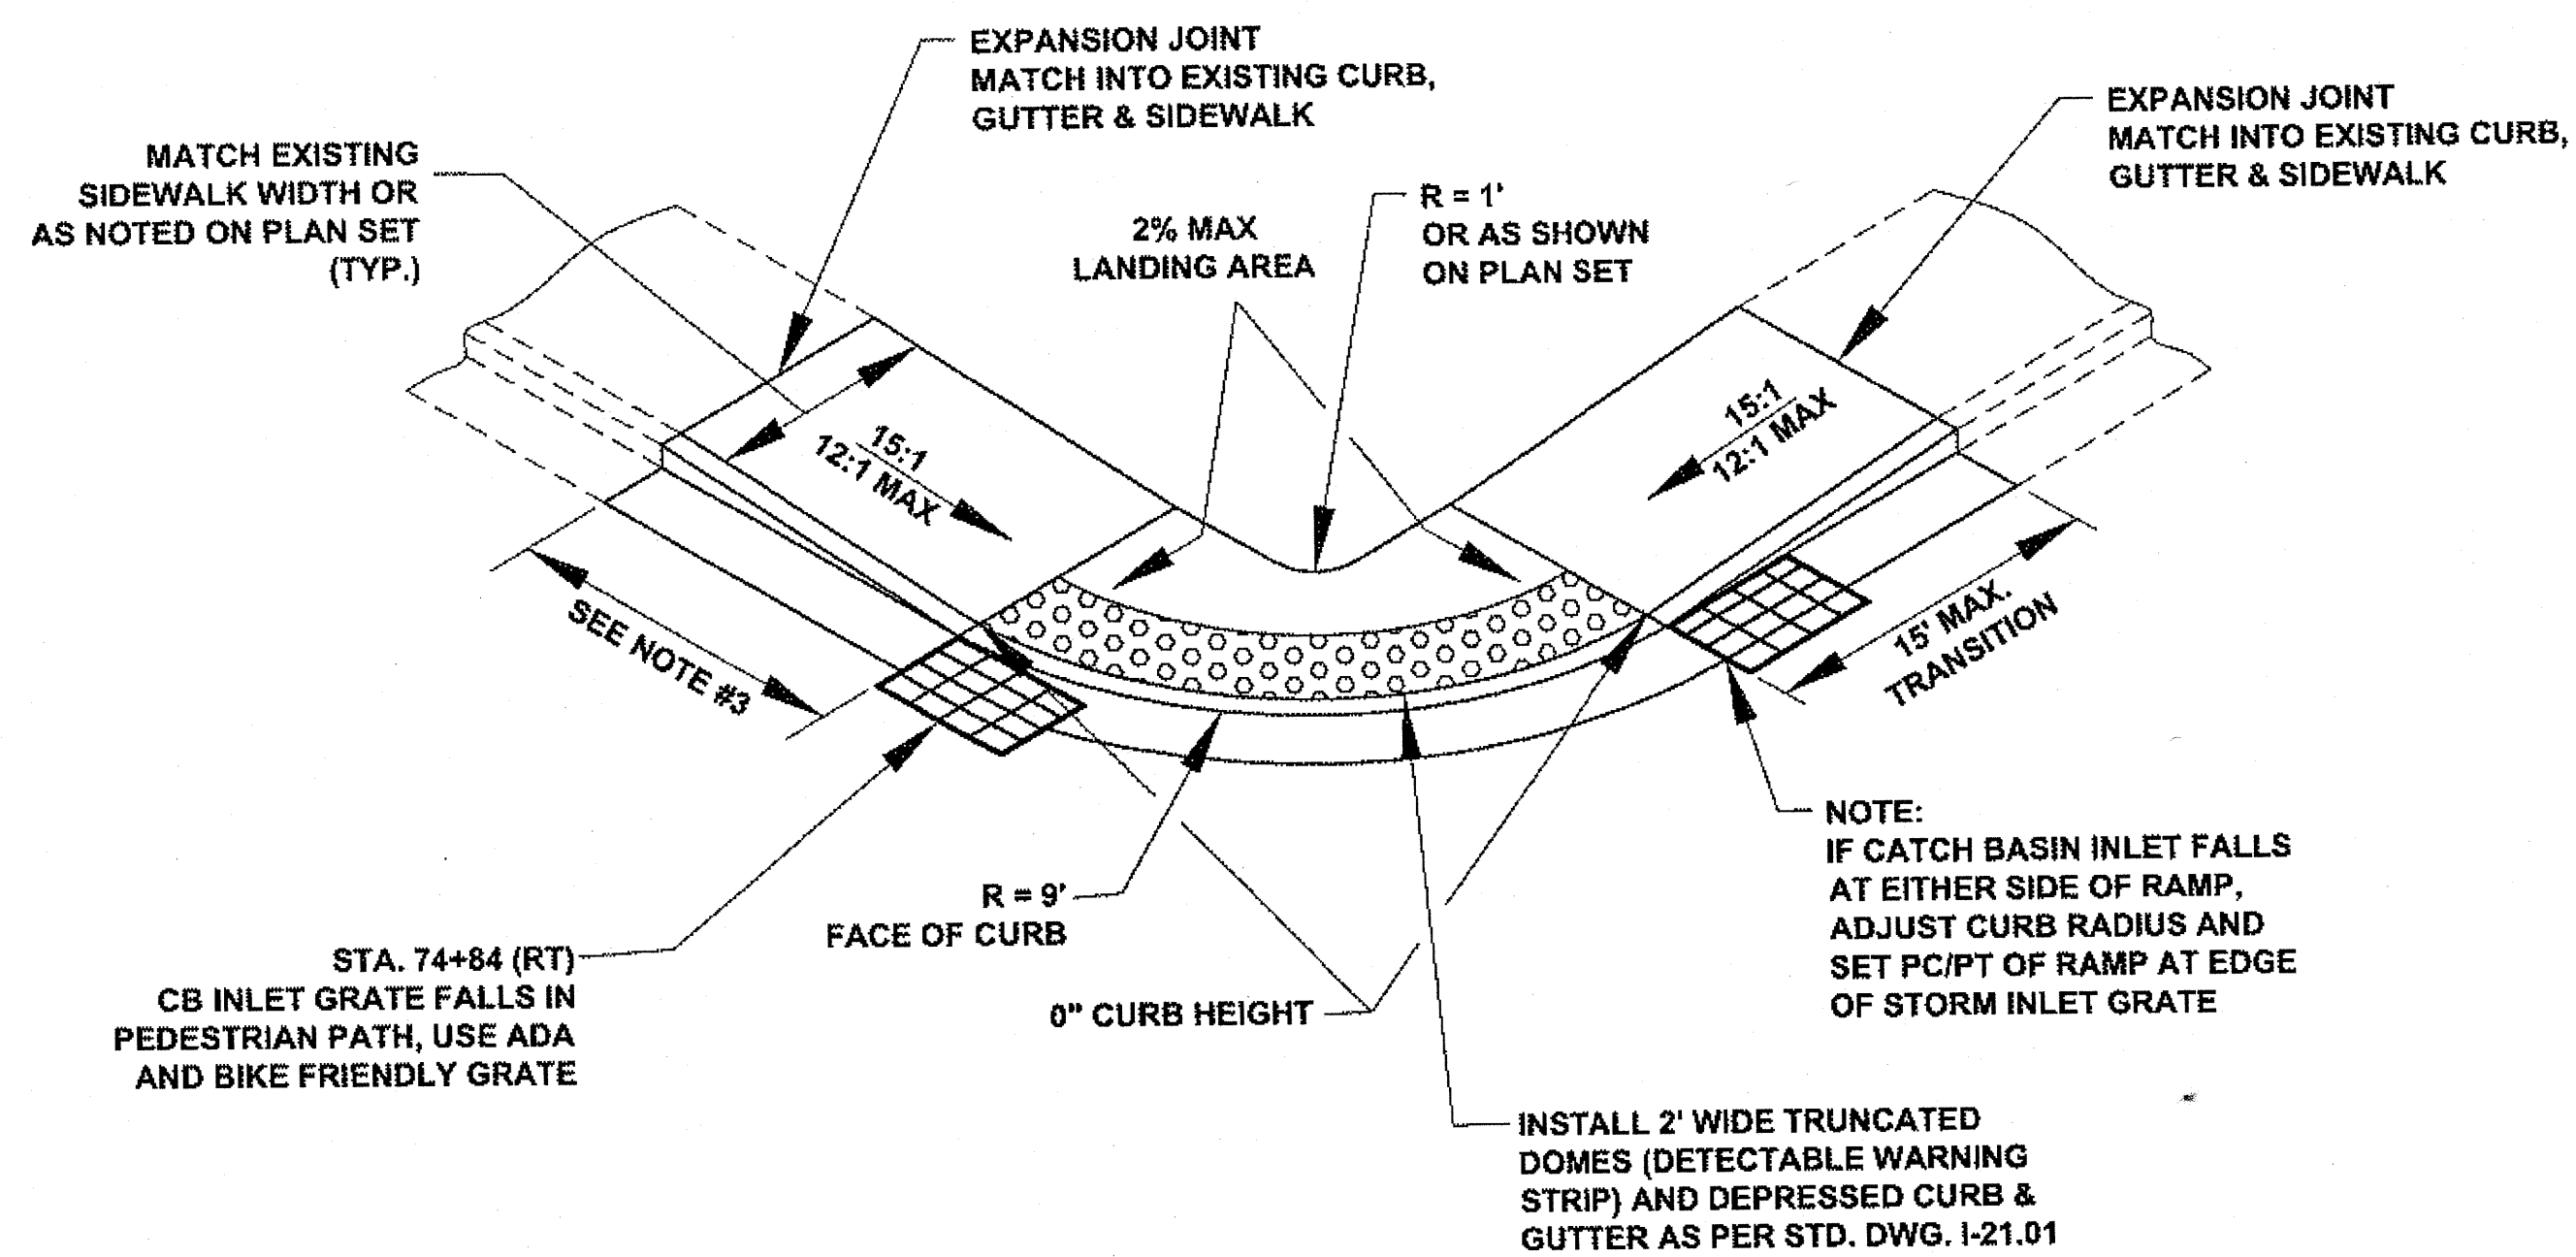 EXPANSION JOINT
MATCH INTO EXISTING CURB,
GUTTER & SIDEWALK
EXPANSION JOINT
MATCH INTO EXISTING CURB,
GUTTER & SIDEWALK
MATCH EXISTING
SIDEWALK WIDTH OR
AS NOTED ON PLAN SET
(TYP.)
2% MAX
LANDING AREA
R = 1'
OR AS SHOWN
ON PLAN SET
15:1
12:1 MAX
15:1
12:1 MAX
SEE NOTE #3
15' MAX.
TRANSITION
R = 9'
FACE OF CURB
STA. 74+84 (RT)
CB INLET GRATE FALLS IN
PEDESTRIAN PATH, USE ADA
AND BIKE FRIENDLY GRATE
0" CURB HEIGHT
NOTE:
IF CATCH BASIN INLET FALLS
AT EITHER SIDE OF RAMP,
ADJUST CURB RADIUS AND
SET PC/PT OF RAMP AT EDGE
OF STORM INLET GRATE
INSTALL 2' WIDE TRUNCATED
DOMES (DETECTABLE WARNING
STRIP) AND DEPRESSED CURB &
GUTTER AS PER STD. DWG. I-21.01